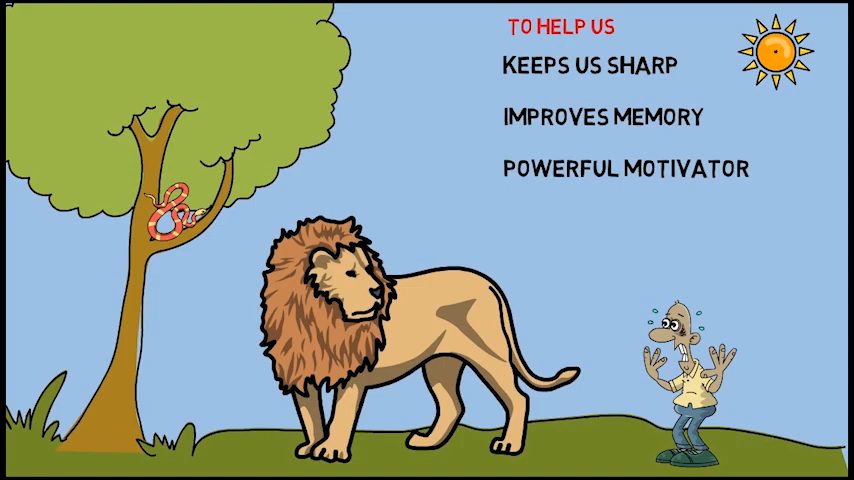 TO HELP US
KEEPS US SHARP
IMPROVES MEMORY
POWERFUL MOTIVATOR